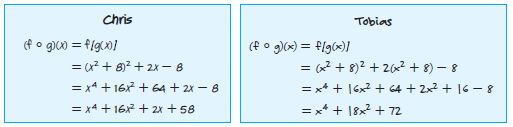 Chris
(f ∘ g)(x) = f[g(x)]
= (x² + 8)² + 2x − 8
= x⁴ + 16x² + 64 + 2x − 8
= x⁴ + 16x² + 2x + 58
Tobias
(f ∘ g)(x) = f[g(x)]
= (x² + 8)² + 2(x² + 8) − 8
= x⁴ + 16x² + 64 + 2x² + 16 − 8
= x⁴ + 18x² + 72